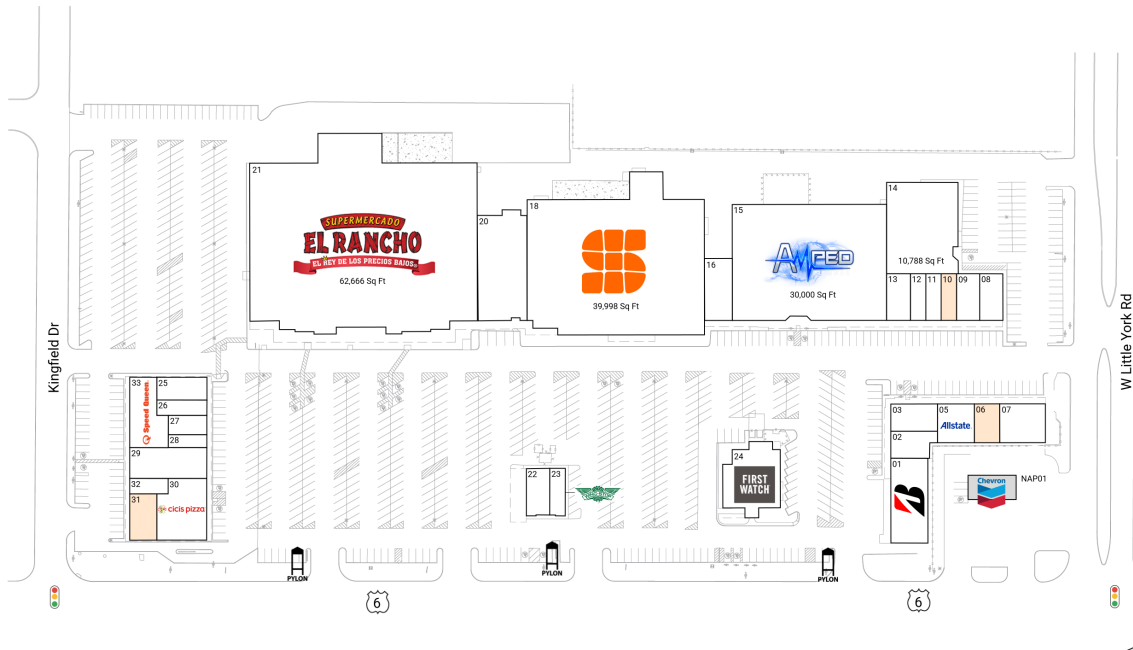 21
SUPERMERCADO
EL RANCHO
EL REY DE LOS PRECIOS BAJOS
62,666 Sq Ft
20
18
39,998 Sq Ft
16
15
AMPED
30,000 Sq Ft
14
10,788 Sq Ft
13
12
11
10
09
08
Kingfield Dr
W Little York Rd
33
Speed Queen
25
26
27
28
29
32
30
31
cicis pizza
22
23
WINGSTOP
24
FIRST
WATCH
03
02
01
B
05
Allstate
06
07
Chevron
NAP01
PYLON
PYLON
PYLON
6
6